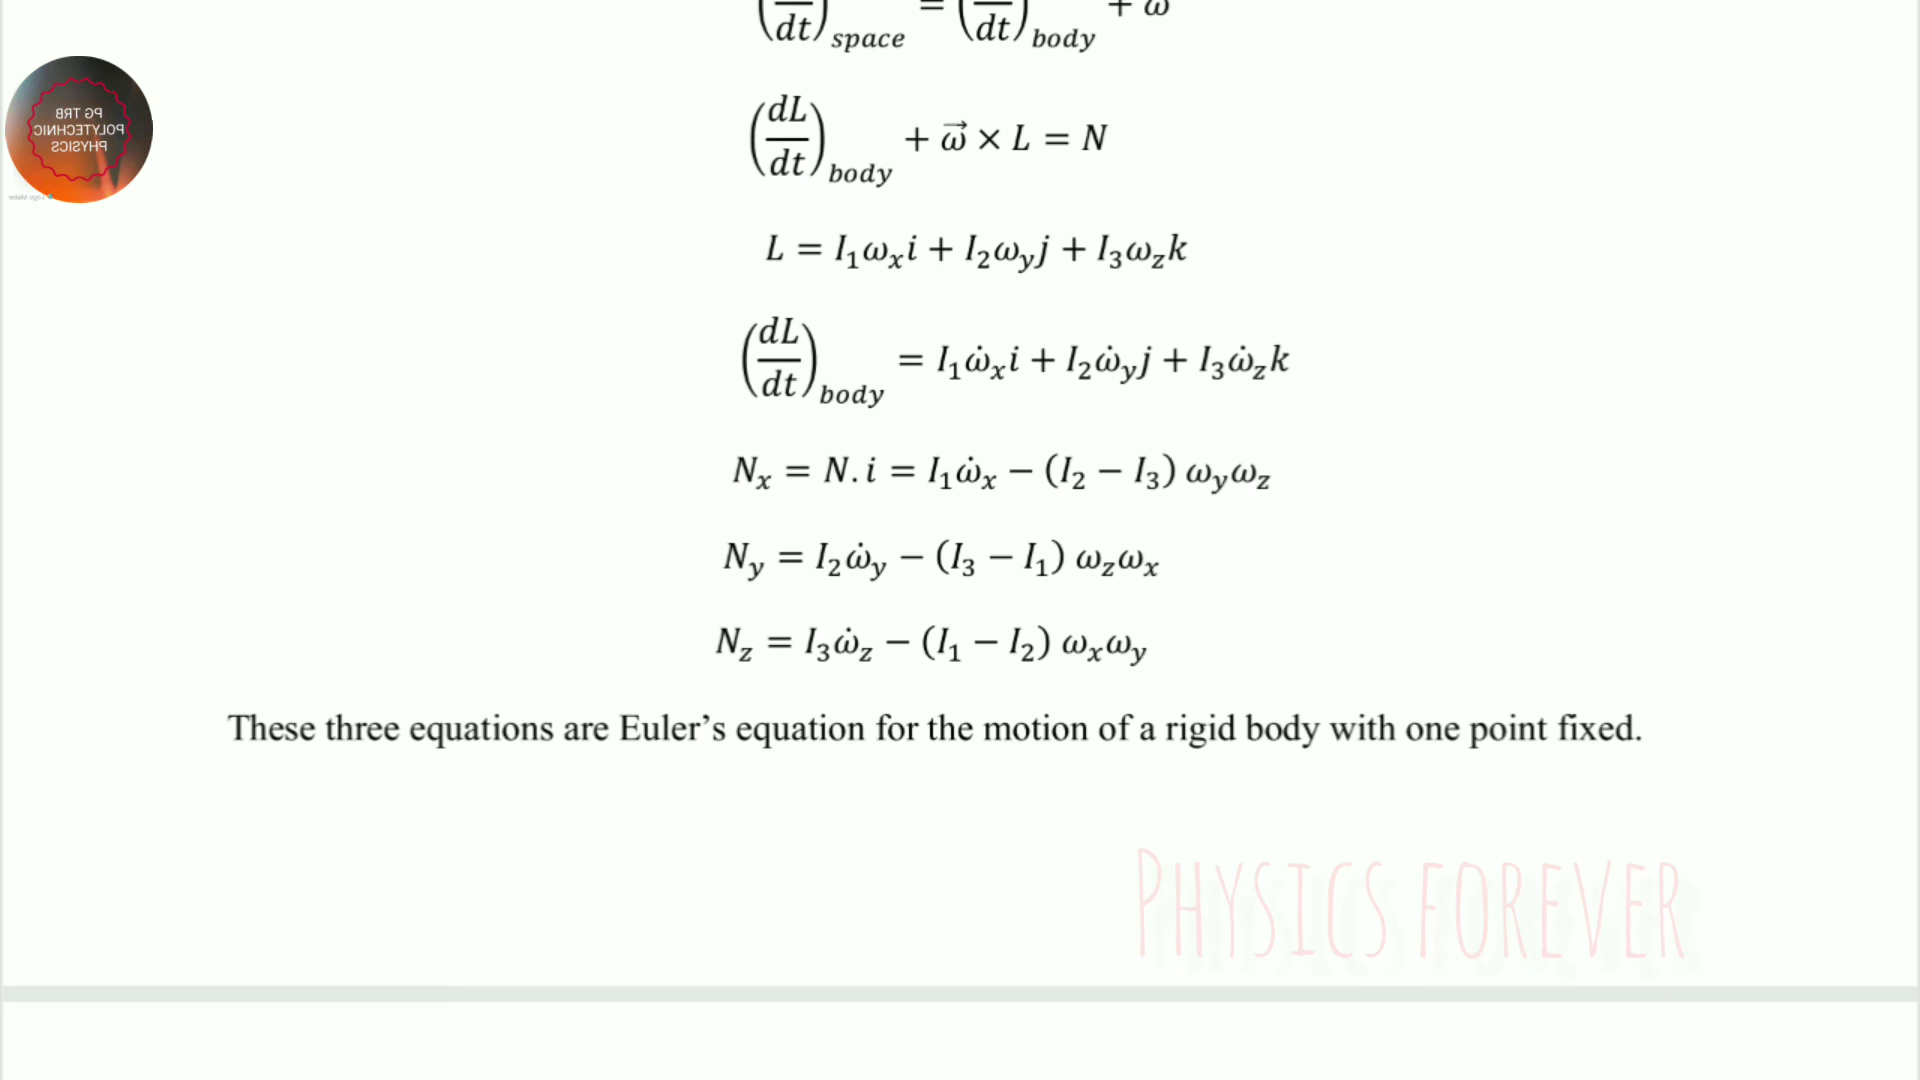 (d/dt)space = (d/dt)body + ω
PG TRB
POLYTECHNIC
PHYSICS
(dL/dt)body + ω⃗ × L = N
L = I₁ωₓi + I₂ω_yj + I₃ω_zk
(dL/dt)body = I₁ω̇ₓi + I₂ω̇_yj + I₃ω̇_zk
Nₓ = N. i = I₁ω̇ₓ − (I₂ − I₃) ω_yω_z
N_y = I₂ω̇_y − (I₃ − I₁) ω_zωₓ
N_z = I₃ω̇_z − (I₁ − I₂) ωₓω_y
These three equations are Euler’s equation for the motion of a rigid body with one point fixed.
PHYSICS FOREVER